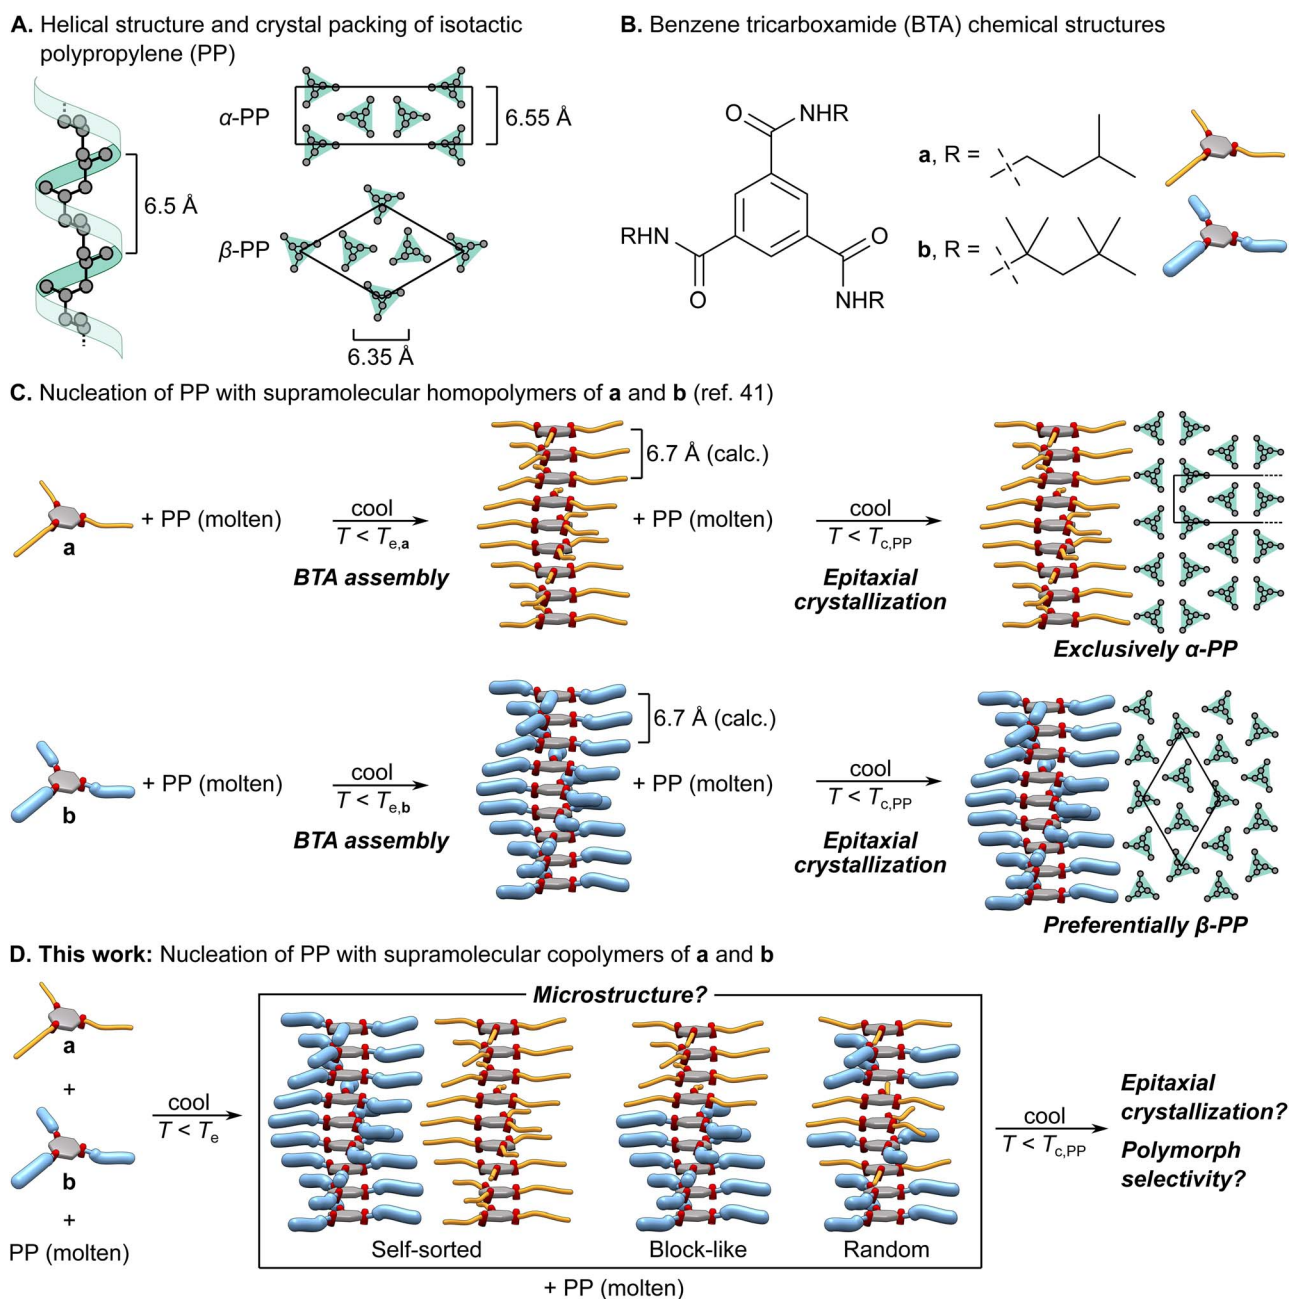 A. Helical structure and crystal packing of isotactic
polypropylene (PP)
6.5 Å
α-PP
6.55 Å
β-PP
6.35 Å
B. Benzene tricarboxamide (BTA) chemical structures
O
NHR
RHN
O
O
NHR
a, R =
b, R =
C. Nucleation of PP with supramolecular homopolymers of a and b (ref. 41)
a
+ PP (molten)
cool
T < Te,a
BTA assembly
6.7 Å (calc.)
+ PP (molten)
cool
T < Tc,PP
Epitaxial
crystallization
Exclusively α-PP
b
+ PP (molten)
cool
T < Te,b
BTA assembly
6.7 Å (calc.)
+ PP (molten)
cool
T < Tc,PP
Epitaxial
crystallization
Preferentially β-PP
D. This work: Nucleation of PP with supramolecular copolymers of a and b
a
+
b
+
PP (molten)
cool
T < Te
Microstructure?
Self-sorted
Block-like
Random
+ PP (molten)
cool
T < Tc,PP
Epitaxial
crystallization?
Polymorph
selectivity?